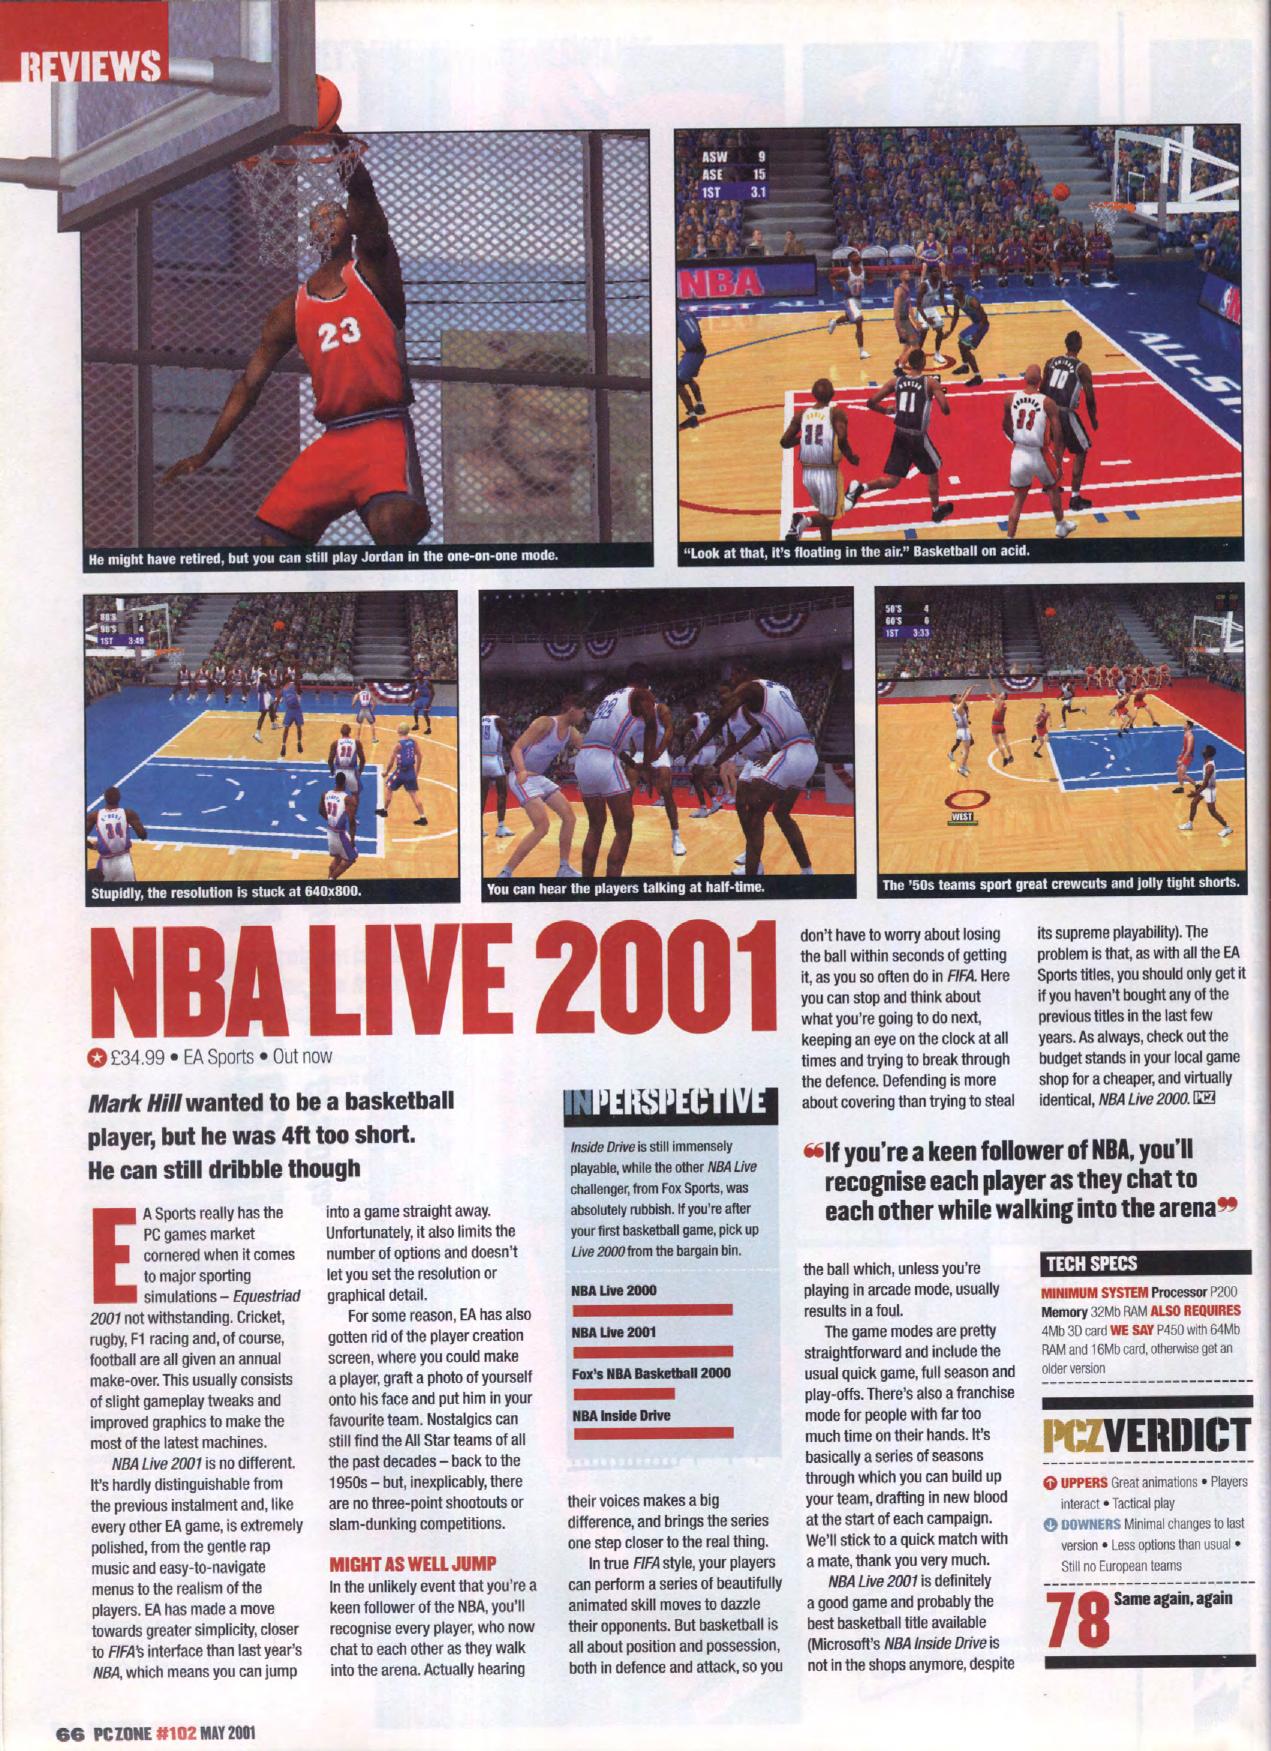 REVIEWS
23
ASW 9
ASE 15
1ST 3.1
NBA
ALL-ST
He might have retired, but you can still play Jordan in the one-on-one mode.
“Look at that, it's floating in the air.” Basketball on acid.
80'S 2
90'S 4
1ST 3:49
34
50'S 4
60'S 6
1ST 3:33
WEST
Stupidly, the resolution is stuck at 640x800.
You can hear the players talking at half-time.
The '50s teams sport great crewcuts and jolly tight shorts.
NBA LIVE 2001
£34.99 • EA Sports • Out now
Mark Hill wanted to be a basketball
player, but he was 4ft too short.
He can still dribble though
EA Sports really has the
PC games market
cornered when it comes
to major sporting
simulations – Equestriad
2001 not withstanding. Cricket,
rugby, F1 racing and, of course,
football are all given an annual
make-over. This usually consists
of slight gameplay tweaks and
improved graphics to make the
most of the latest machines.
NBA Live 2001 is no different.
It's hardly distinguishable from
the previous instalment and, like
every other EA game, is extremely
polished, from the gentle rap
music and easy-to-navigate
menus to the realism of the
players. EA has made a move
towards greater simplicity, closer
to FIFA's interface than last year's
NBA, which means you can jump
into a game straight away.
Unfortunately, it also limits the
number of options and doesn't
let you set the resolution or
graphical detail.
For some reason, EA has also
gotten rid of the player creation
screen, where you could make
a player, graft a photo of yourself
onto his face and put him in your
favourite team. Nostalgics can
still find the All Star teams of all
the past decades – back to the
1950s – but, inexplicably, there
are no three-point shootouts or
slam-dunking competitions.
MIGHT AS WELL JUMP
In the unlikely event that you're a
keen follower of the NBA, you'll
recognise every player, who now
chat to each other as they walk
into the arena. Actually hearing
INPERSPECTIVE
Inside Drive is still immensely
playable, while the other NBA Live
challenger, from Fox Sports, was
absolutely rubbish. If you're after
your first basketball game, pick up
Live 2000 from the bargain bin.
NBA Live 2000
NBA Live 2001
Fox's NBA Basketball 2000
NBA Inside Drive
their voices makes a big
difference, and brings the series
one step closer to the real thing.
In true FIFA style, your players
can perform a series of beautifully
animated skill moves to dazzle
their opponents. But basketball is
all about position and possession,
both in defence and attack, so you
don't have to worry about losing
the ball within seconds of getting
it, as you so often do in FIFA. Here
you can stop and think about
what you're going to do next,
keeping an eye on the clock at all
times and trying to break through
the defence. Defending is more
about covering than trying to steal
“If you're a keen follower of NBA, you'll
recognise each player as they chat to
each other while walking into the arena”
the ball which, unless you're
playing in arcade mode, usually
results in a foul.
The game modes are pretty
straightforward and include the
usual quick game, full season and
play-offs. There's also a franchise
mode for people with far too
much time on their hands. It's
basically a series of seasons
through which you can build up
your team, drafting in new blood
at the start of each campaign.
We'll stick to a quick match with
a mate, thank you very much.
NBA Live 2001 is definitely
a good game and probably the
best basketball title available
(Microsoft's NBA Inside Drive is
not in the shops anymore, despite
its supreme playability). The
problem is that, as with all the EA
Sports titles, you should only get it
if you haven't bought any of the
previous titles in the last few
years. As always, check out the
budget stands in your local game
shop for a cheaper, and virtually
identical, NBA Live 2000. PCZ
TECH SPECS
MINIMUM SYSTEM Processor P200
Memory 32Mb RAM ALSO REQUIRES
4Mb 3D card WE SAY P450 with 64Mb
RAM and 16Mb card, otherwise get an
older version
PCZVERDICT
UPPERS Great animations • Players
interact • Tactical play
DOWNERS Minimal changes to last
version • Less options than usual •
Still no European teams
78 Same again, again
66 PCZONE #102 MAY 2001